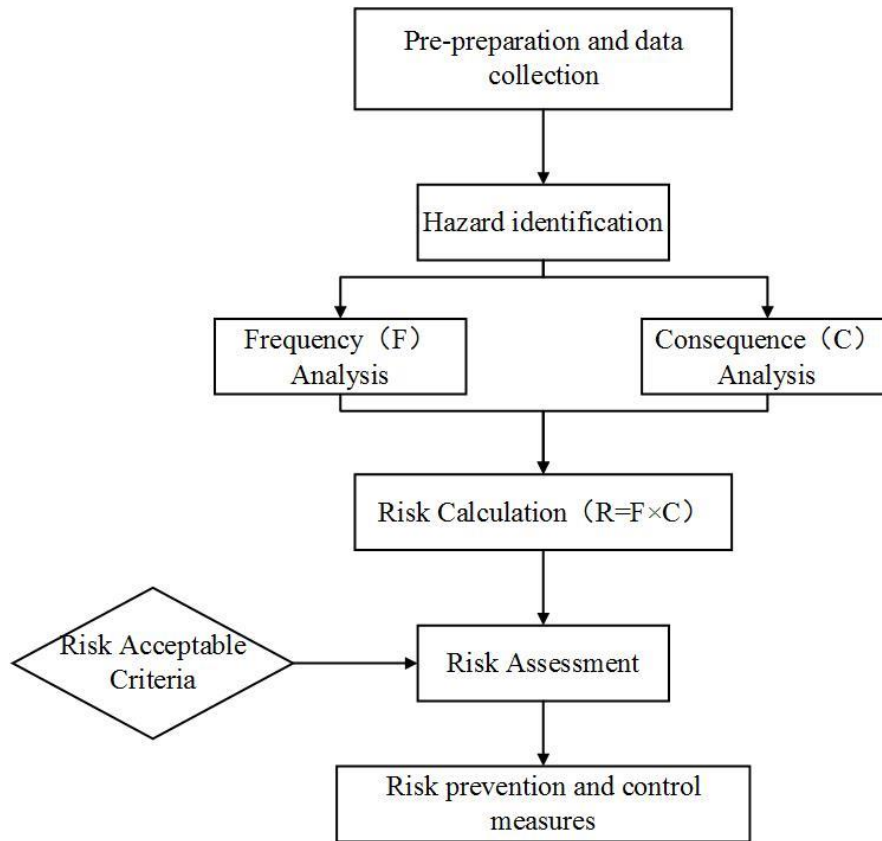 Pre-preparation and data
collection
Hazard identification
Frequency（F）
Analysis
Consequence（C）
Analysis
Risk Calculation（R=F×C）
Risk Acceptable
Criteria
Risk Assessment
Risk prevention and control
measures